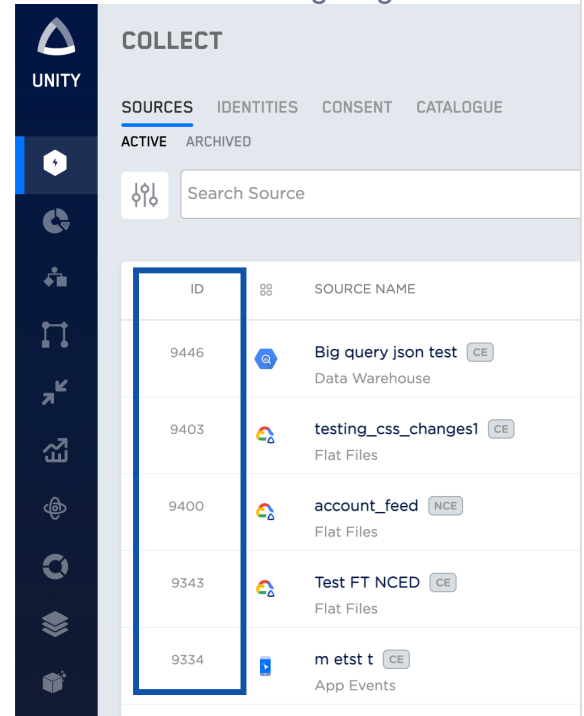 UNITY
COLLECT
SOURCES IDENTITIES CONSENT CATALOGUE
ACTIVE ARCHIVED
Search Source
ID SOURCE NAME
9446 Big query json test CE
Data Warehouse
9403 testing_css_changes1 CE
Flat Files
9400 account_feed NCE
Flat Files
9343 Test FT NCED CE
Flat Files
9334 m etst t CE
App Events